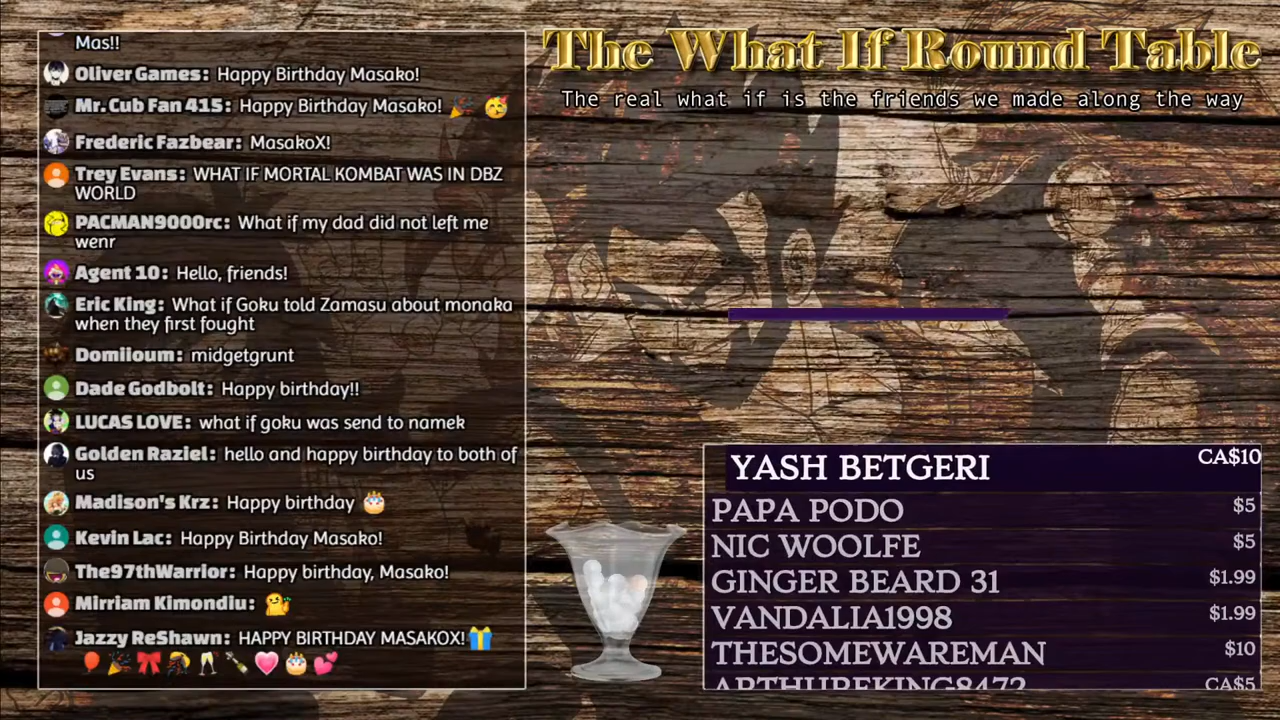 The What If Round Table
The real what if is the friends we made along the way
Mas!!
Oliver Games: Happy Birthday Masako! 🎉 🥳
Mr. Cub Fan 415: Happy Birthday Masako! 🎉 🥳
Frederic Fazbear: MasakoX!
Trey Evans: WHAT IF MORTAL KOMBAT WAS IN DBZ
WORLD
PACMAN9000rc: What if my dad did not left me
wenr
Agent 10: Hello, friends!
Eric King: What if Goku told Zamasu about monaka
when they first fought
Domiloum: midgetgrunt
Dade Godbolt: Happy birthday!!
LUCAS LOVE: what if goku was send to namek
Golden Raziel: hello and happy birthday to both of
us
Madison's Krz: Happy birthday 🎂
Kevin Lac: Happy Birthday Masako!
The97thWarrior: Happy birthday, Masako!
Mirriam Kimondiu:
Jazzy ReShawn: HAPPY BIRTHDAY MASAKOX! 🎁
🎈 🎉 🎀 🎊 🥂 🍾 💗 🎂 💕
YASH BETGERI CA$10
PAPA PODO $5
NIC WOOLFE $5
GINGER BEARD 31 $1.99
VANDALIA1998 $1.99
THESOMEWAREMAN $10
ARTHUREKING8472 CA$5